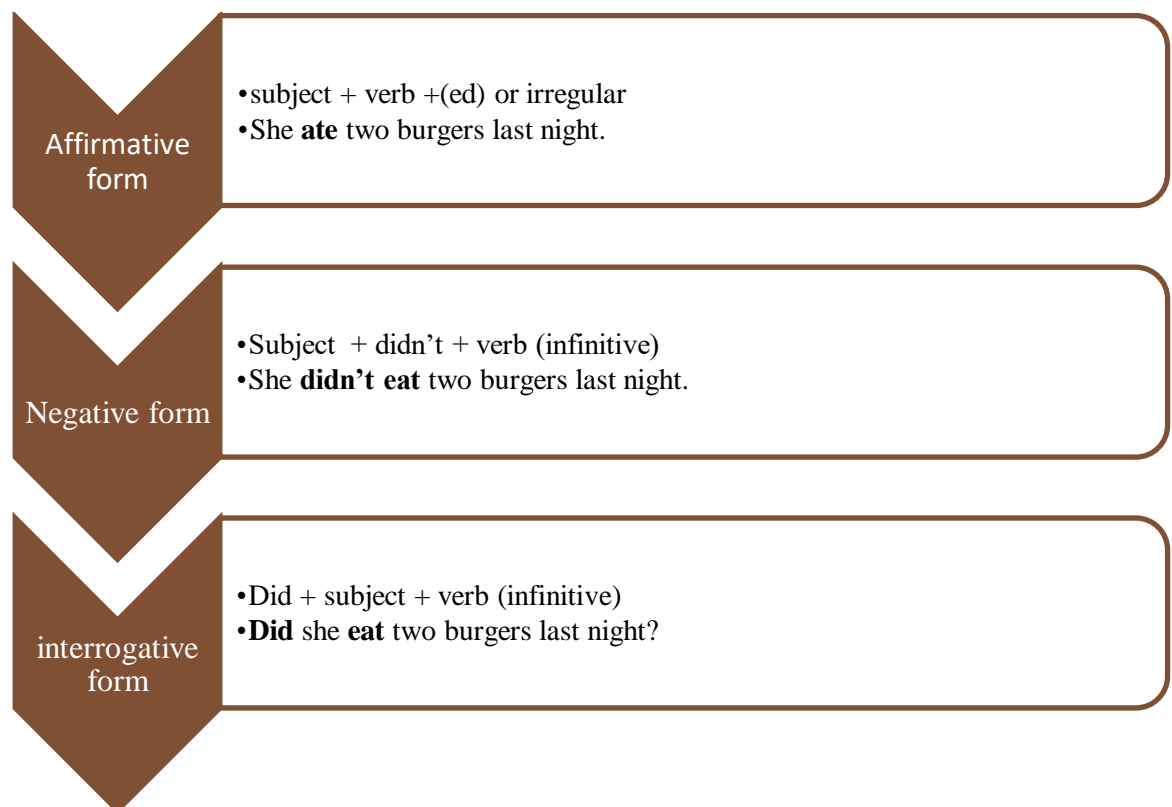 Affirmative
form
•subject + verb +(ed) or irregular
•She ate two burgers last night.
Negative form
•Subject + didn’t + verb (infinitive)
•She didn’t eat two burgers last night.
interrogative
form
•Did + subject + verb (infinitive)
•Did she eat two burgers last night?